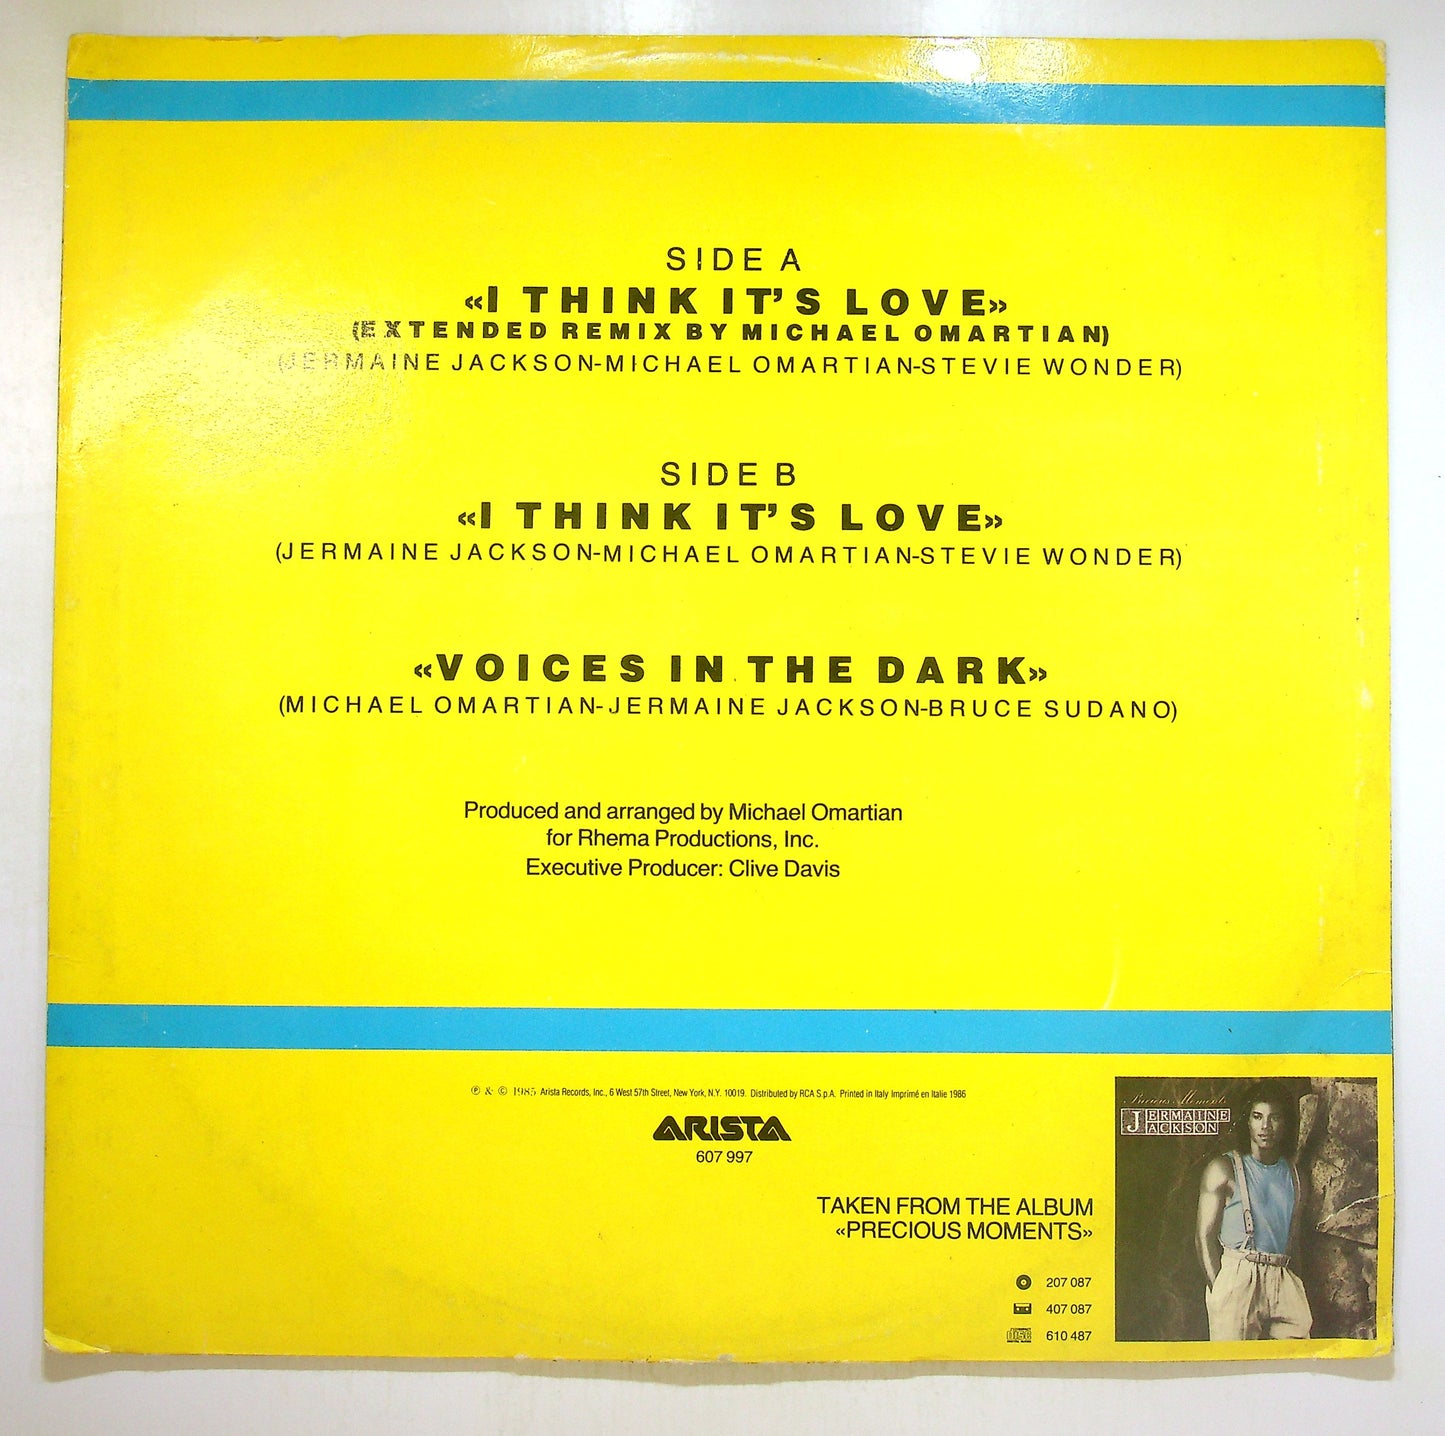 SIDE A
«I THINK IT'S LOVE»
(EXTENDED REMIX BY MICHAEL OMARTIAN)
(JERMAINE JACKSON-MICHAEL OMARTIAN-STEVIE WONDER)
SIDE B
«I THINK IT'S LOVE»
(JERMAINE JACKSON-MICHAEL OMARTIAN-STEVIE WONDER)
«VOICES IN THE DARK»
(MICHAEL OMARTIAN-JERMAINE JACKSON-BRUCE SUDANO)
Produced and arranged by Michael Omartian
for Rhema Productions, Inc.
Executive Producer: Clive Davis
℗ & © 1985 Arista Records, Inc., 6 West 57th Street, New York, N.Y. 10019. Distributed by RCA S.p.A. Printed in Italy Imprimé en Italie 1986
ARISTA
607 997
TAKEN FROM THE ALBUM
«PRECIOUS MOMENTS»
207 087
407 087
disc 610 487
Precious Moments
JERMAINE
JACKSON